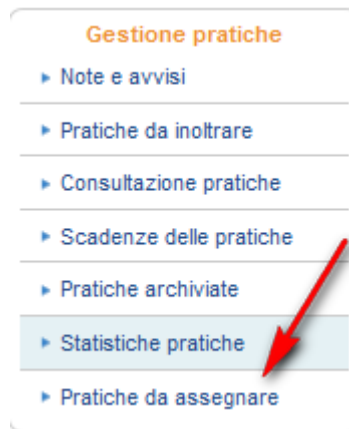 Gestione pratiche
Note e avvisi
Pratiche da inoltrare
Consultazione pratiche
Scadenze delle pratiche
Pratiche archiviate
Statistiche pratiche
Pratiche da assegnare